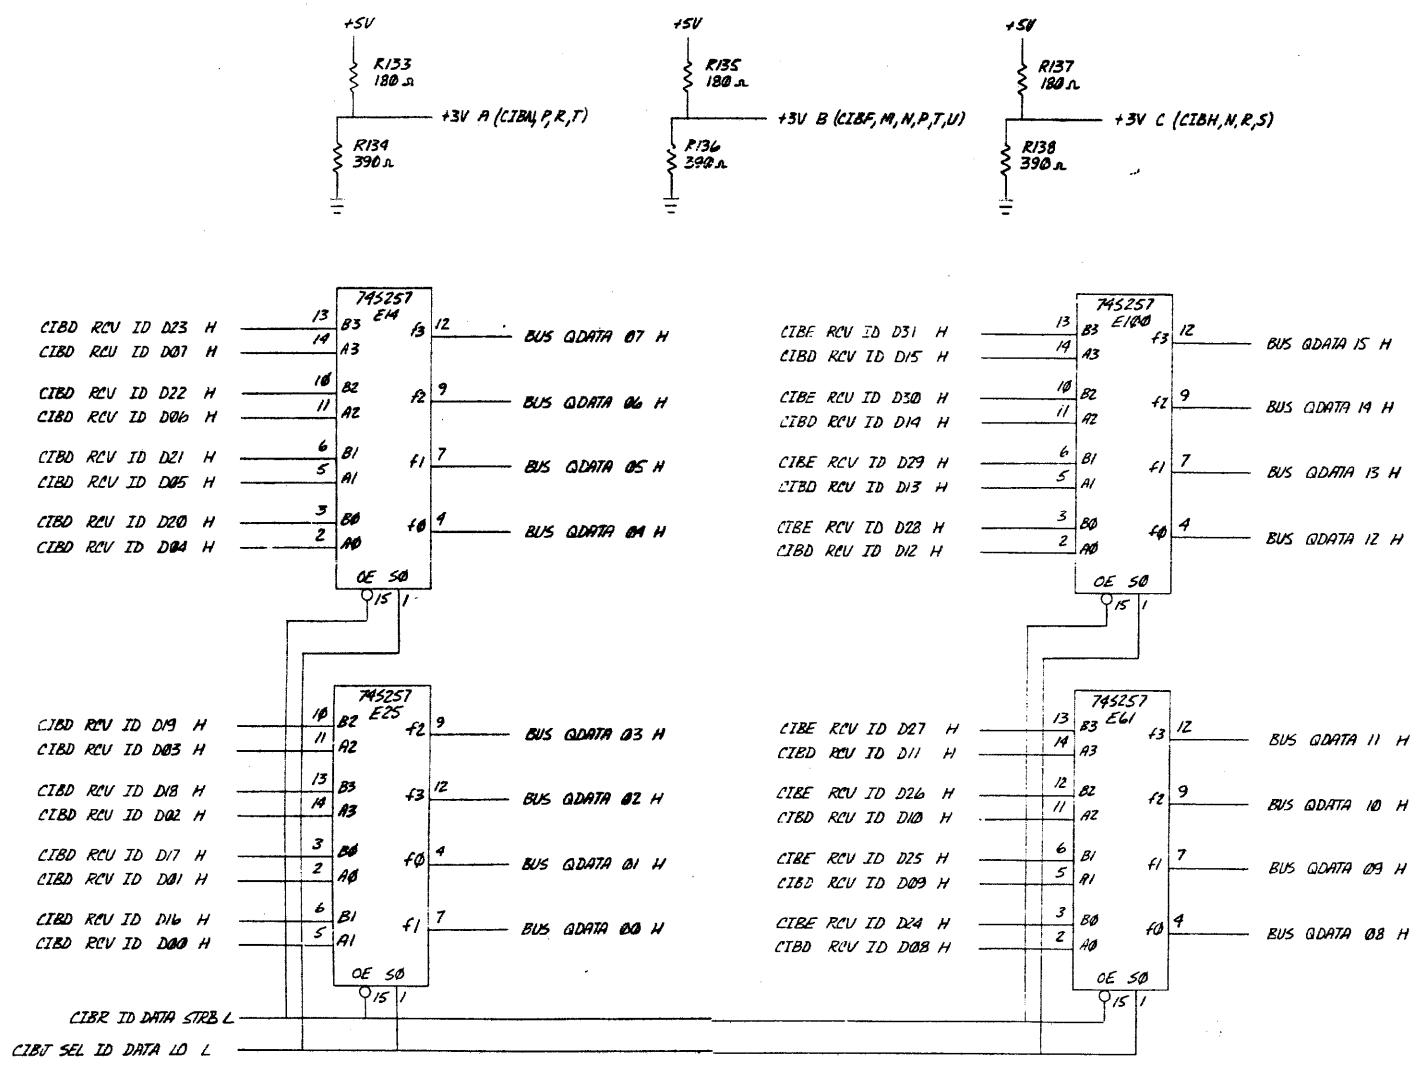 +5V
R133
180Ω
+3V A (CIBN,P,R,T)
R134
390Ω
+5V
R135
180Ω
+3V B (CIBF,M,N,P,T,U)
R136
390Ω
+5V
R137
180Ω
+3V C (CIBH,N,R,S)
R138
390Ω
74S257
E14
CIBD RCV ID D23 H 13 B3 f3 12 BUS QDATA 07 H
CIBD RCV ID D07 H 14 A3
CIBD RCV ID D22 H 10 B2 f2 9 BUS QDATA 06 H
CIBD RCV ID D06 H 11 A2
CIBD RCV ID D21 H 6 B1 f1 7 BUS QDATA 05 H
CIBD RCV ID D05 H 5 A1
CIBD RCV ID D20 H 3 B0 f0 4 BUS QDATA 04 H
CIBD RCV ID D04 H 2 A0
OE S0
15 1
74S257
E100
CIBE RCV ID D31 H 13 B3 f3 12 BUS QDATA 15 H
CIBD RCV ID D15 H 14 A3
CIBE RCV ID D30 H 10 B2 f2 9 BUS QDATA 14 H
CIBD RCV ID D14 H 11 A2
CIBE RCV ID D29 H 6 B1 f1 7 BUS QDATA 13 H
CIBD RCV ID D13 H 5 A1
CIBE RCV ID D28 H 3 B0 f0 4 BUS QDATA 12 H
CIBD RCV ID D12 H 2 A0
OE S0
15 1
74S257
E25
CIBD RCV ID D19 H 10 B2 f2 9 BUS QDATA 03 H
CIBD RCV ID D03 H 11 A2
CIBD RCV ID D18 H 13 B3 f3 12 BUS QDATA 02 H
CIBD RCV ID D02 H 14 A3
CIBD RCV ID D17 H 3 B0 f0 4 BUS QDATA 01 H
CIBD RCV ID D01 H 2 A0
CIBD RCV ID D16 H 6 B1 f1 7 BUS QDATA 00 H
CIBD RCV ID D00 H 5 A1
OE S0
15 1
74S257
E61
CIBE RCV ID D27 H 13 B3 f3 12 BUS QDATA 11 H
CIBD RCV ID D11 H 14 A3
CIBE RCV ID D26 H 12 B2 f2 9 BUS QDATA 10 H
CIBD RCV ID D10 H 11 A2
CIBE RCV ID D25 H 6 B1 f1 7 BUS QDATA 09 H
CIBD RCV ID D09 H 5 A1
CIBE RCV ID D24 H 3 B0 f0 4 BUS QDATA 08 H
CIBD RCV ID D08 H 2 A0
OE S0
15 1
CIBR ID DATA STRB L
CIBJ SEL ID DATA LO L